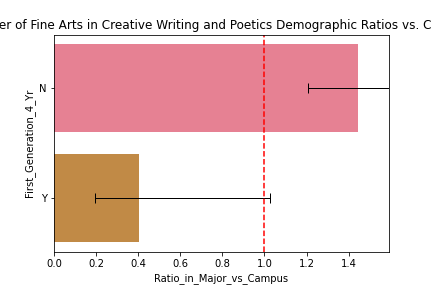 er of Fine Arts in Creative Writing and Poetics Demographic Ratios vs. C
First_Generation_4_Yr
N
Y
0.0 0.2 0.4 0.6 0.8 1.0 1.2 1.4
Ratio_in_Major_vs_Campus